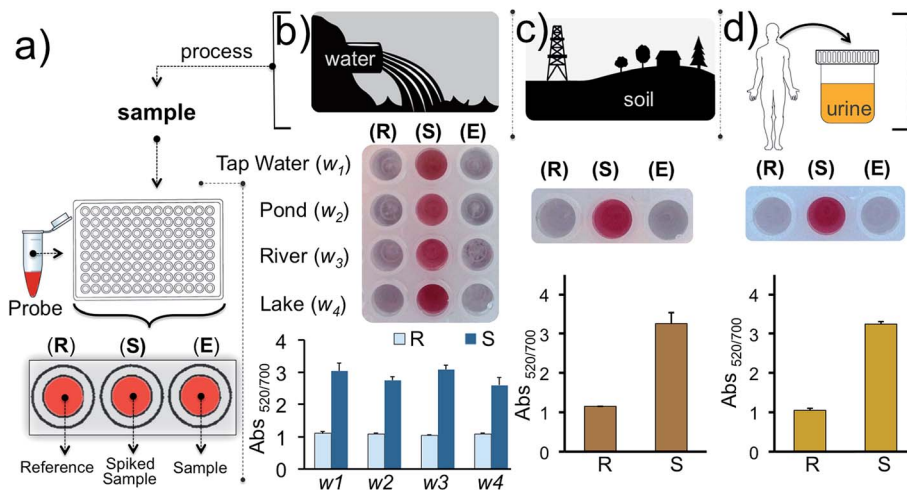 a)
process
sample
Probe
(R) (S) (E)
Reference
Spiked
Sample
Sample
b)
water
(R) (S) (E)
Tap Water (w1)
Pond (w2)
River (w3)
Lake (w4)
R S
Abs 520/700
4
3
2
1
0
w1 w2 w3 w4
c)
soil
(R) (S) (E)
Abs 520/700
4
3
2
1
0
R S
d)
urine
(R) (S) (E)
Abs 520/700
4
3
2
1
0
R S